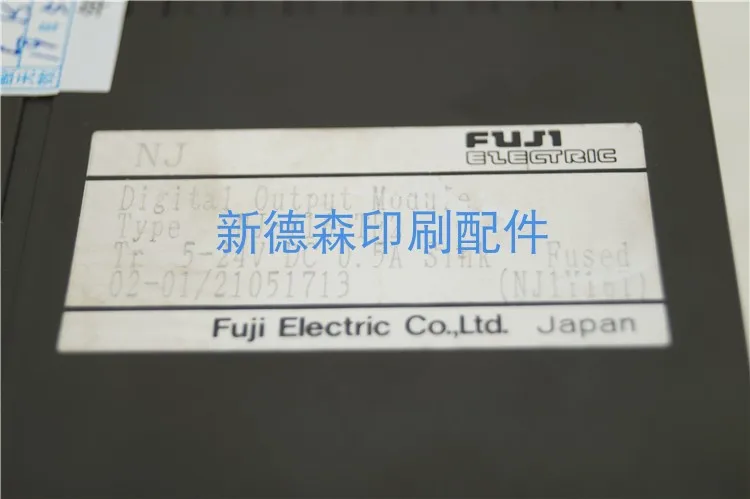 NJ
FUJI
ELECTRIC
Digital Output Module
Type
新德森印刷配件
Tr 5-24V DC 0.5A Sink Fused
02-01/21051713
Fuji Electric Co.,Ltd. Japan